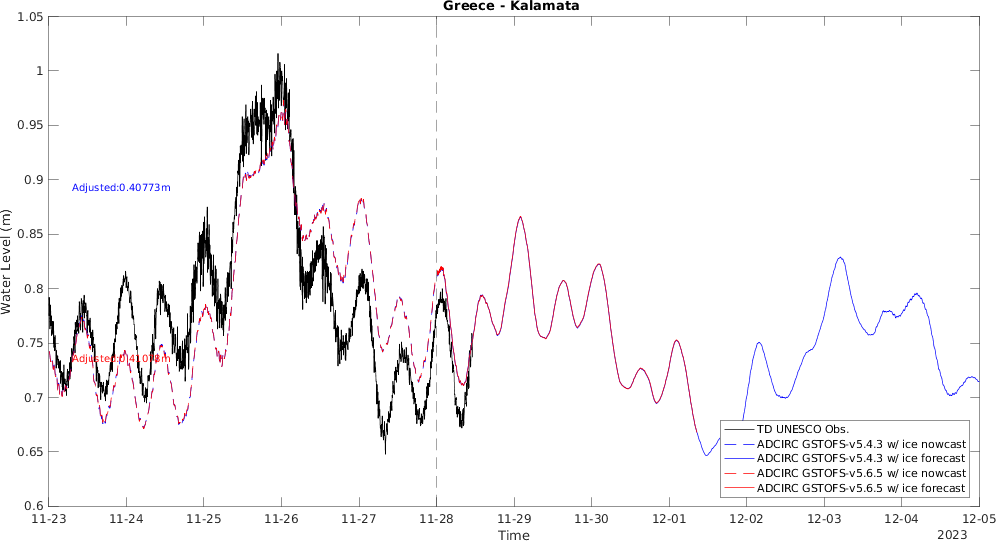 Greece - Kalamata
1.05
1
0.95
0.9
0.85
0.8
0.75
0.7
0.65
0.6
Water Level (m)
Adjusted:0.40773m
Adjusted:0.41078m
TD UNESCO Obs.
ADCIRC GSTOFS-v5.4.3 w/ ice nowcast
ADCIRC GSTOFS-v5.4.3 w/ ice forecast
ADCIRC GSTOFS-v5.6.5 w/ ice nowcast
ADCIRC GSTOFS-v5.6.5 w/ ice forecast
11-23 11-24 11-25 11-26 11-27 11-28 11-29 11-30 12-01 12-02 12-03 12-04 12-05
Time
2023